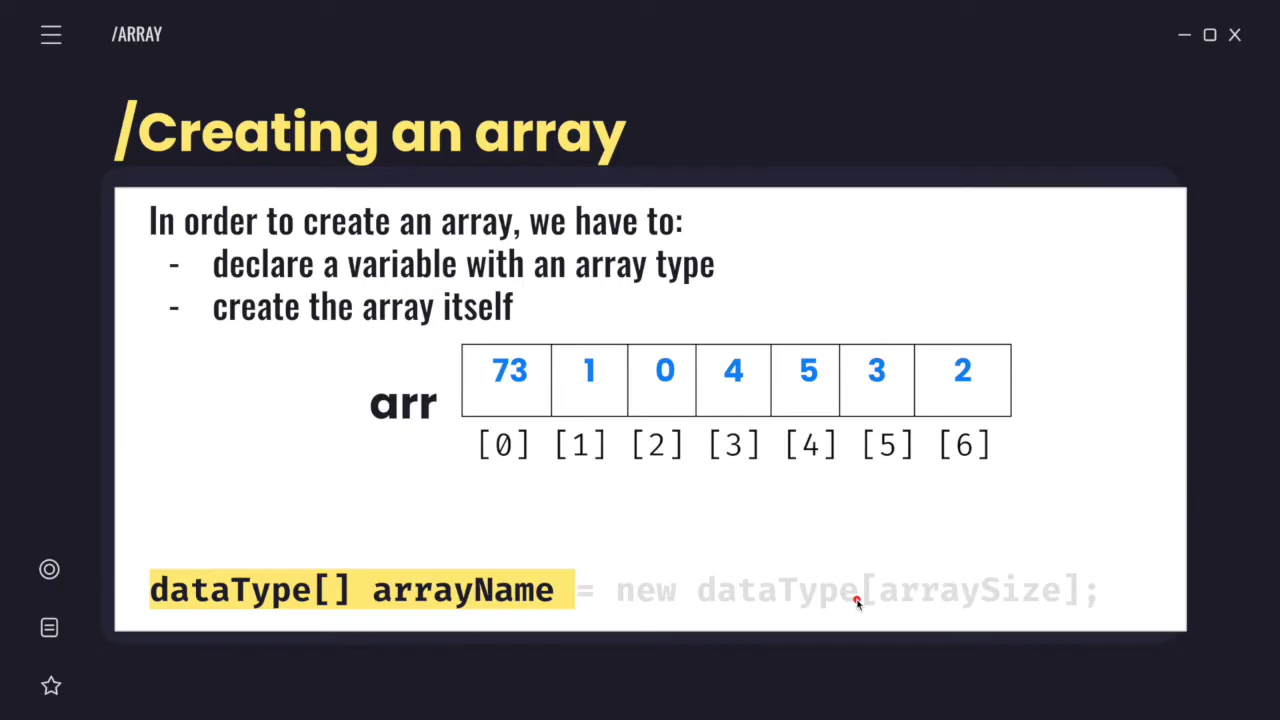 /ARRAY
/Creating an array
In order to create an array, we have to:
- declare a variable with an array type
- create the array itself
73 1 0 4 5 3 2
arr
[0] [1] [2] [3] [4] [5] [6]
dataType[] arrayName = new dataType[arraySize];